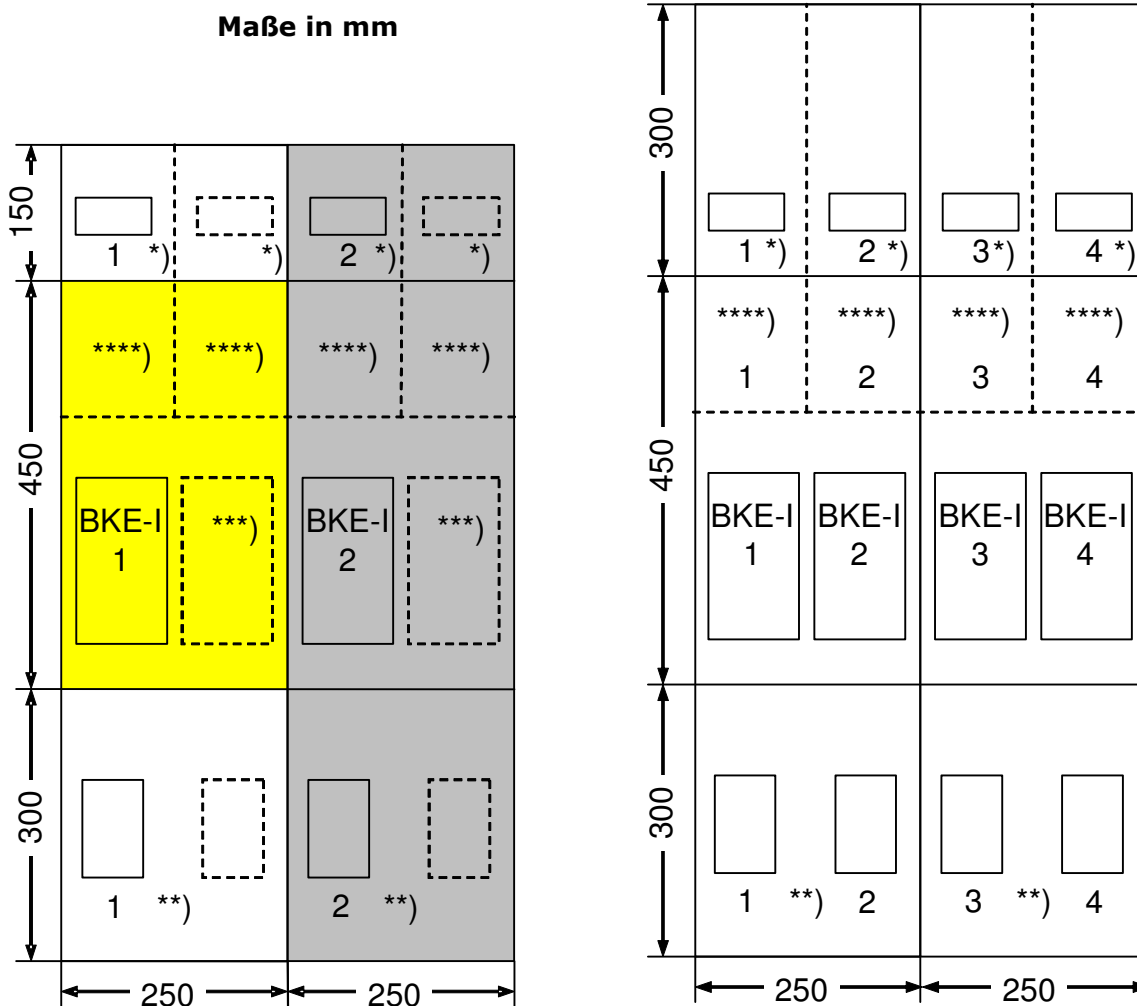 Maße in mm
150
1 *) *) 2 *) *)
****) ****) ****) ****)
450
BKE-I
1
***)
BKE-I
2
***)
300
1 **) 2 **)
250 250
300
1 *) 2 *) 3 *) 4 *)
****) ****) ****) ****)
1 2 3 4
450
BKE-I BKE-I BKE-I BKE-I
1 2 3 4
300
1 **) 2 3 **) 4
250 250